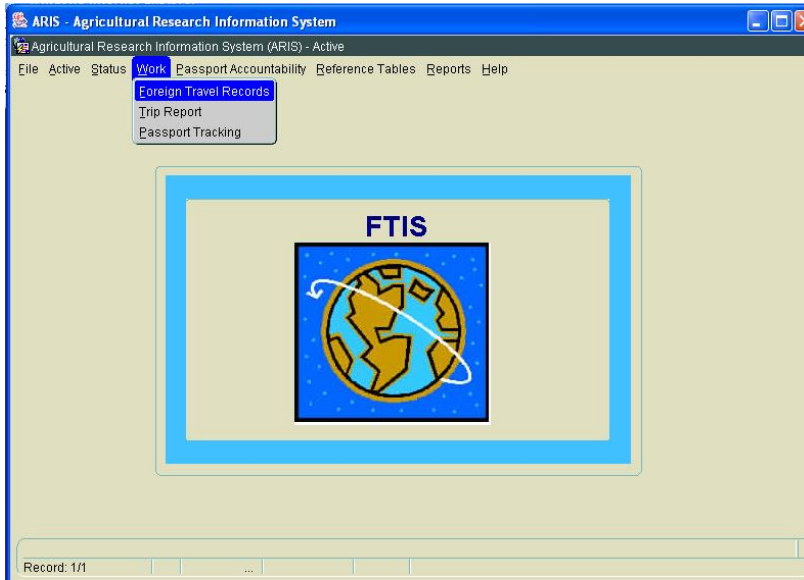 ARIS - Agricultural Research Information System
Agricultural Research Information System (ARIS) - Active
File Active Status Work Passport Accountability Reference Tables Reports Help
Foreign Travel Records
Trip Report
Passport Tracking
FTIS
Record: 1/1
...